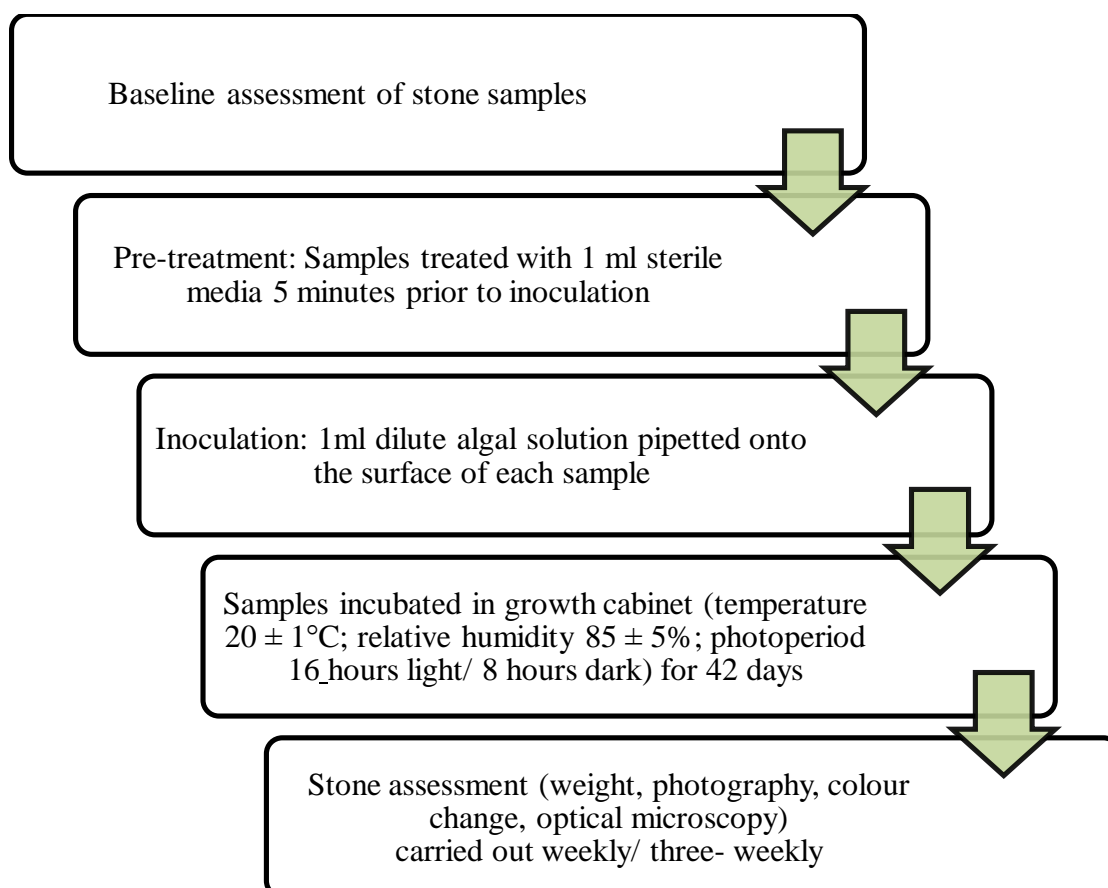 Baseline assessment of stone samples
Pre-treatment: Samples treated with 1 ml sterile
media 5 minutes prior to inoculation
Inoculation: 1ml dilute algal solution pipetted onto
the surface of each sample
Samples incubated in growth cabinet (temperature
20 ± 1°C; relative humidity 85 ± 5%; photoperiod
16 hours light/ 8 hours dark) for 42 days
Stone assessment (weight, photography, colour
change, optical microscopy)
carried out weekly/ three- weekly